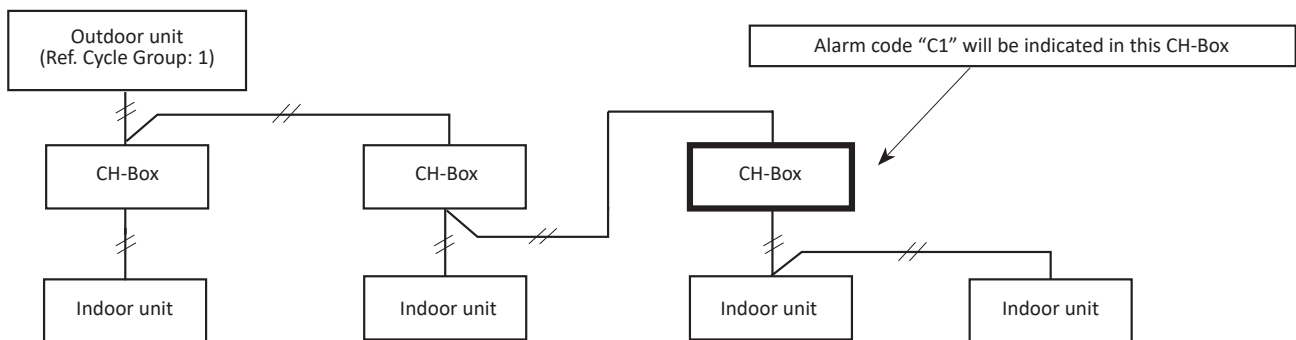 Outdoor unit
(Ref. Cycle Group: 1)
Alarm code “C1” will be indicated in this CH-Box
CH-Box
CH-Box
CH-Box
Indoor unit
Indoor unit
Indoor unit
Indoor unit